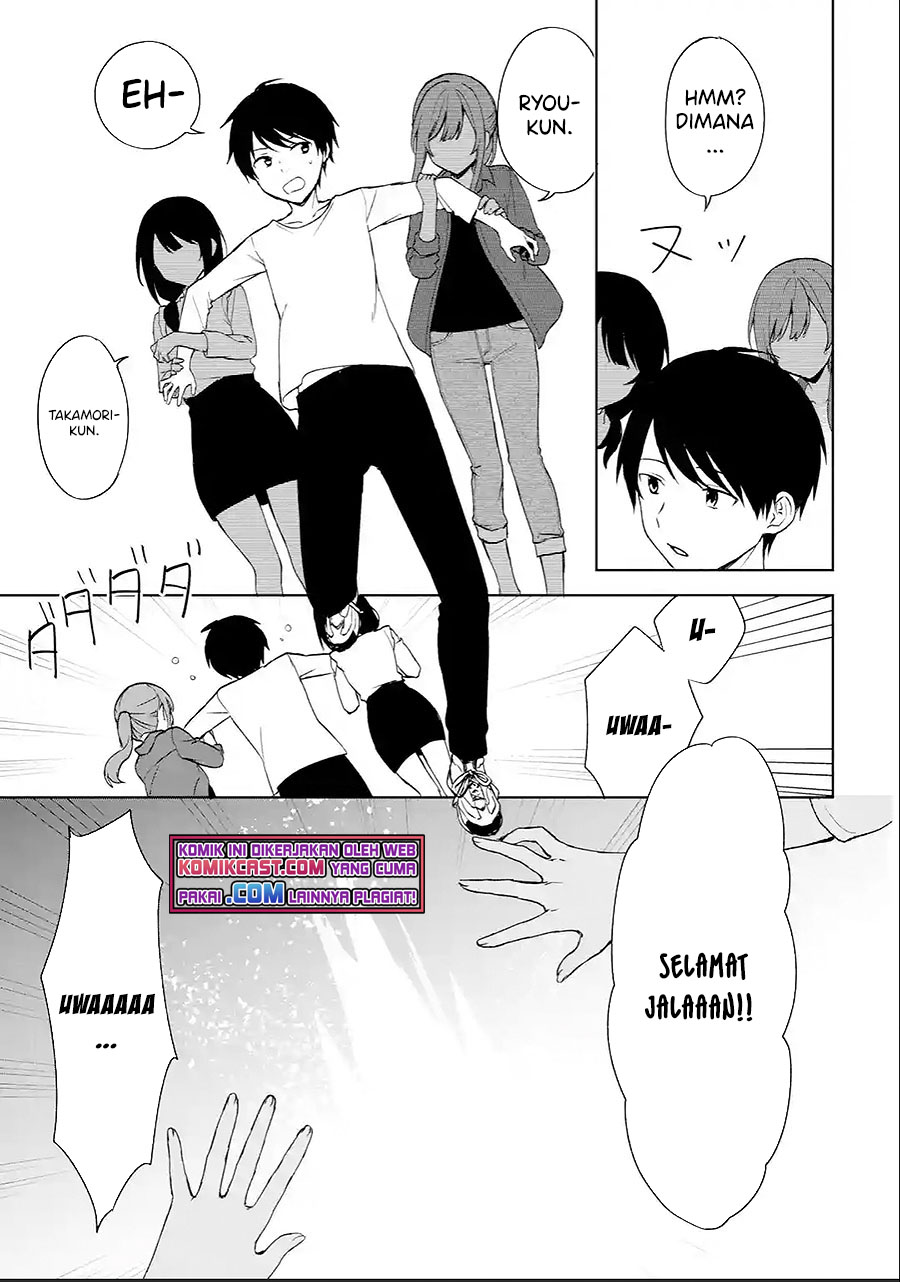 HMM?
DIMANA
...
ヌッ
RYOU-
KUN.
EH-
TAKAMORI-
KUN.
U-
UWAA-
ダダダダ
SELAMAT
JALAAAN!!
KOMIK INI DIKERJAKAN OLEH WEB
KOMIKCAST.COM YANG CUMA
PAKAI .COM LAINNYA PLAGIAT!
UWAAAAA
...